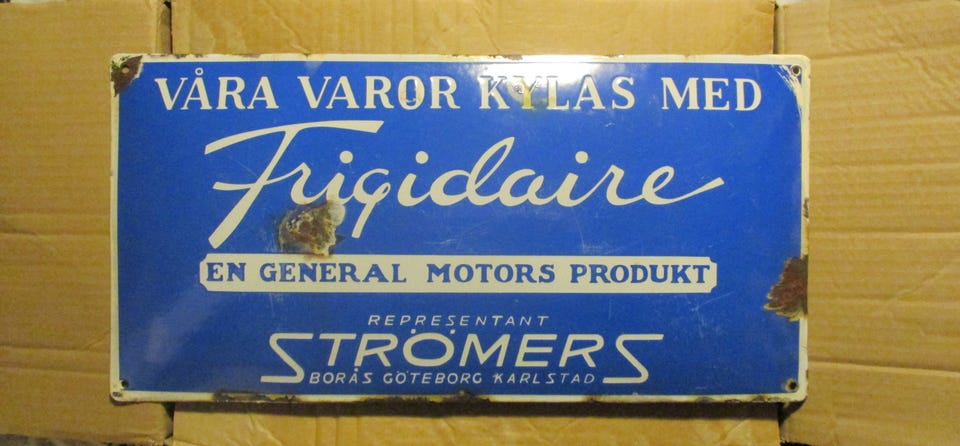 VÅRA VAROR KYLAS MED
Frigidaire
EN GENERAL MOTORS PRODUKT
REPRESENTANT
STRÖMERS
BORÅS GÖTEBORG KARLSTAD